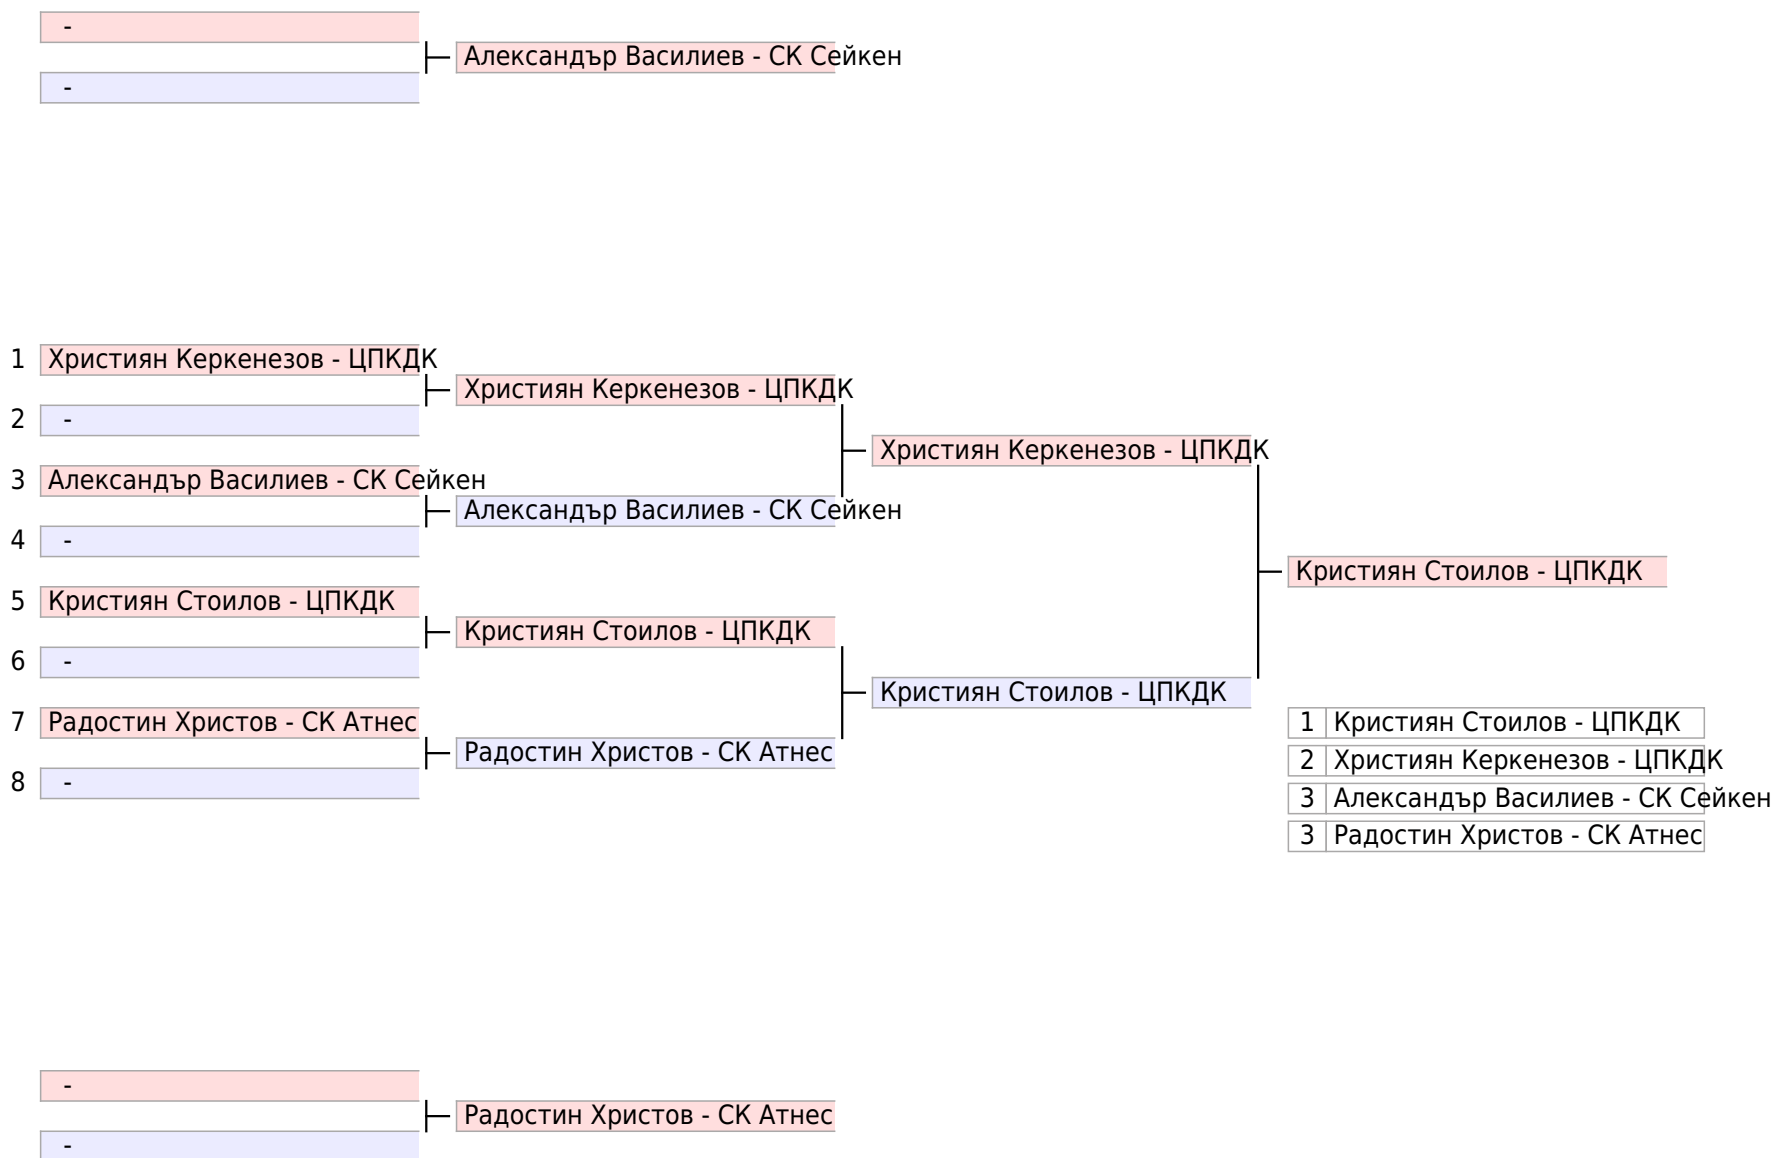 -
Александър Василиев - СК Сейкен
-
1 Християн Керкенезов - ЦПКДК
Християн Керкенезов - ЦПКДК
2 -
Християн Керкенезов - ЦПКДК
3 Александър Василиев - СК Сейкен
Александър Василиев - СК Сейкен
4 -
Кристиян Стоилов - ЦПКДК
5 Кристиян Стоилов - ЦПКДК
Кристиян Стоилов - ЦПКДК
6 -
Кристиян Стоилов - ЦПКДК
7 Радостин Христов - СК Атнес
Радостин Христов - СК Атнес
8 -
1 Кристиян Стоилов - ЦПКДК
2 Християн Керкенезов - ЦПКДК
3 Александър Василиев - СК Сейкен
3 Радостин Христов - СК Атнес
-
Радостин Христов - СК Атнес
-